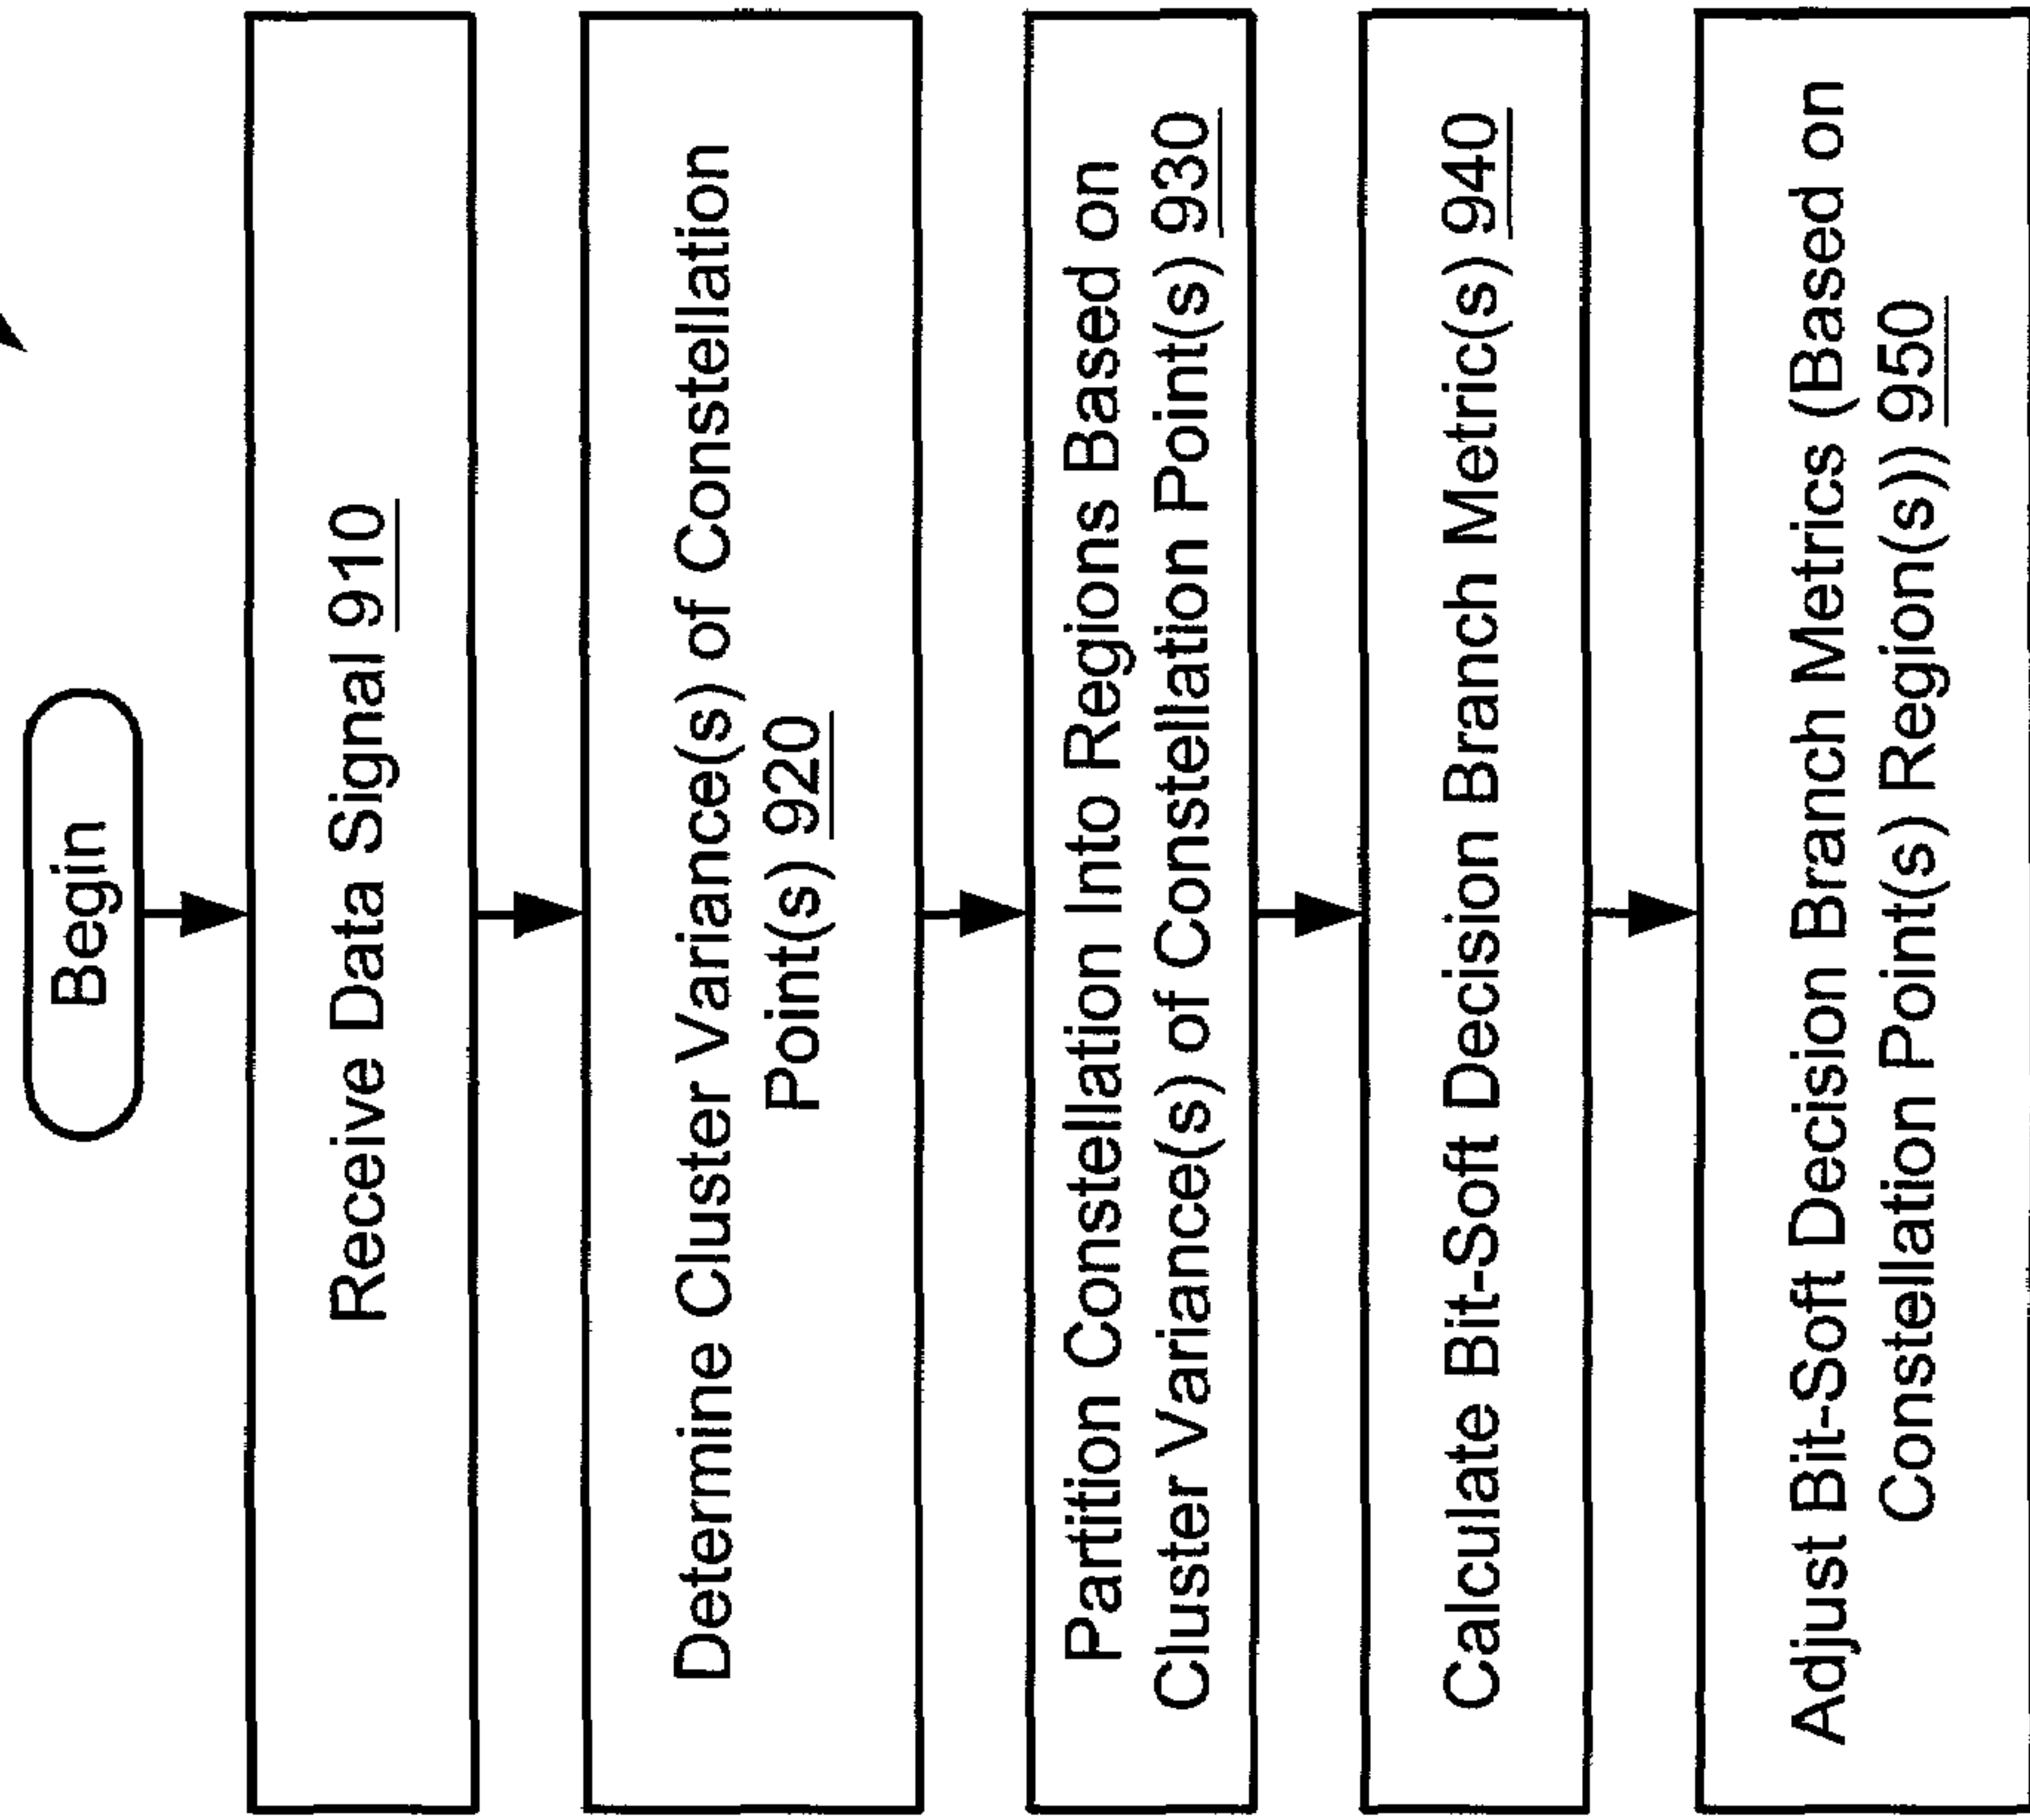 Begin
Receive Data Signal 910
Determine Cluster Variance(s) of Constellation
Point(s) 920
Partition Constellation Into Regions Based on
Cluster Variance(s) of Constellation Point(s) 930
Calculate Bit-Soft Decision Branch Metric(s) 940
Adjust Bit-Soft Decision Branch Metrics (Based on
Constellation Point(s) Region(s)) 950